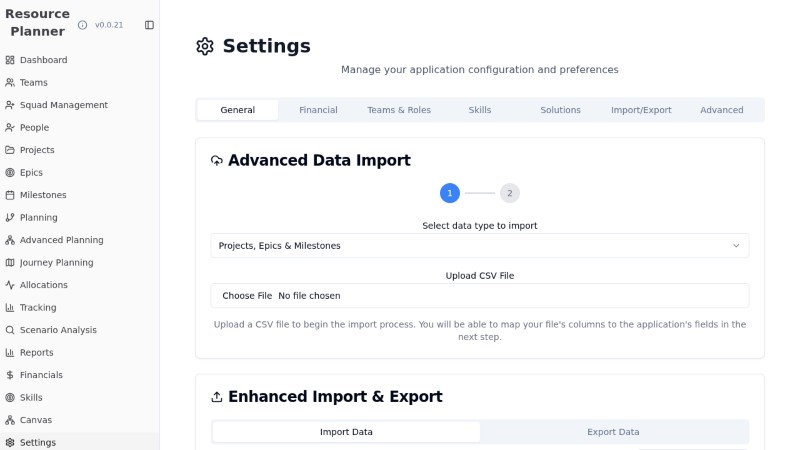 Resource
Planner
v0.0.21
Dashboard
Teams
Squad Management
People
Projects
Epics
Milestones
Planning
Advanced Planning
Journey Planning
Allocations
Tracking
Scenario Analysis
Reports
Financials
Skills
Canvas
Settings
Settings
Manage your application configuration and preferences
General Financial Teams & Roles Skills Solutions Import/Export Advanced
Advanced Data Import
1 2
Select data type to import
Projects, Epics & Milestones
Upload CSV File
Choose File No file chosen
Upload a CSV file to begin the import process. You will be able to map your file's columns to the application's fields in the
next step.
Enhanced Import & Export
Import Data Export Data